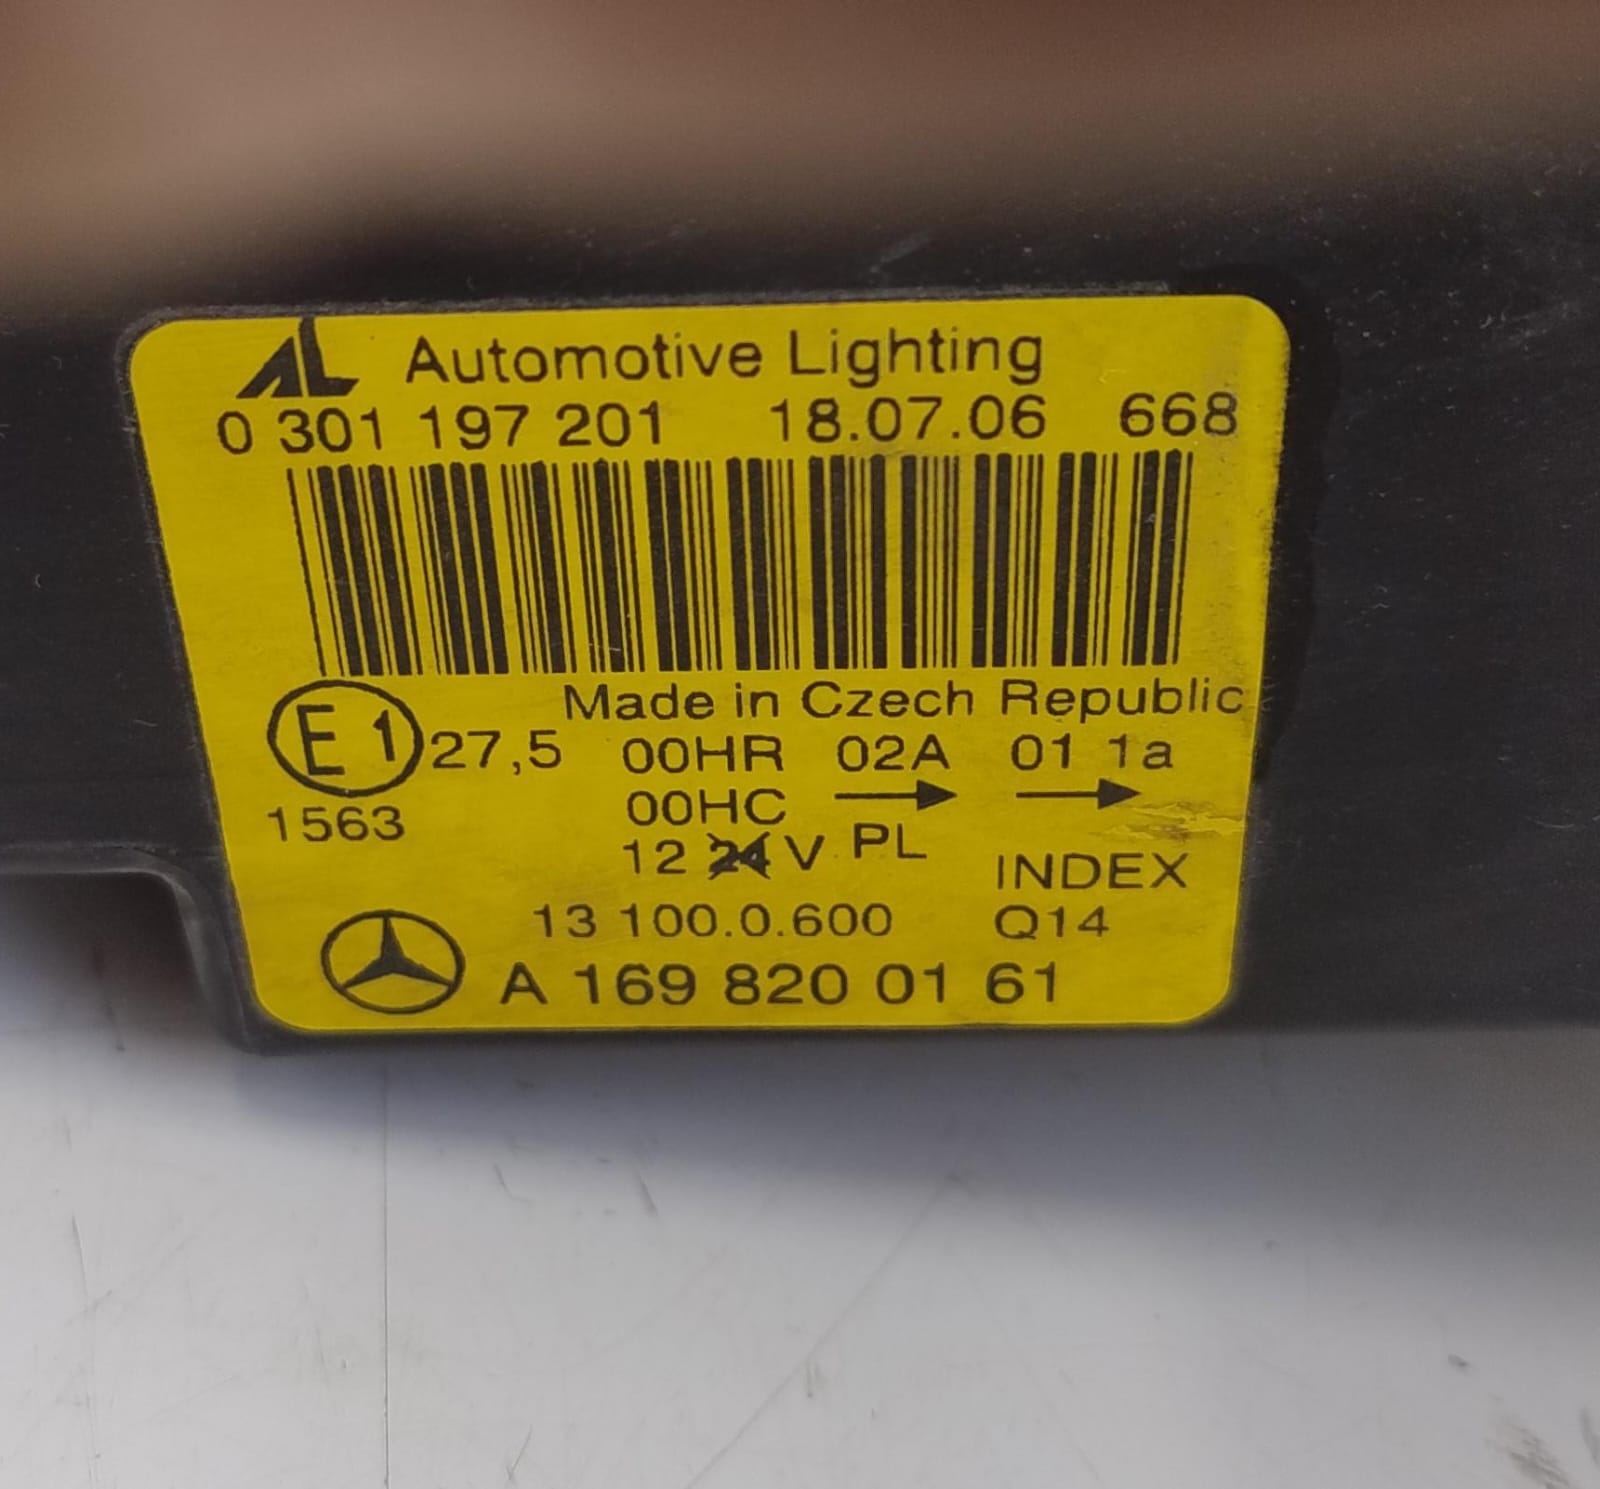 AL Automotive Lighting
0 301 197 201 18.07.06 668
Made in Czech Republic
E1 27,5 00HR 02A 01 1a
1563 00HC → →
12 24 V PL
INDEX
13 100.0.600 Q14
A 169 820 01 61